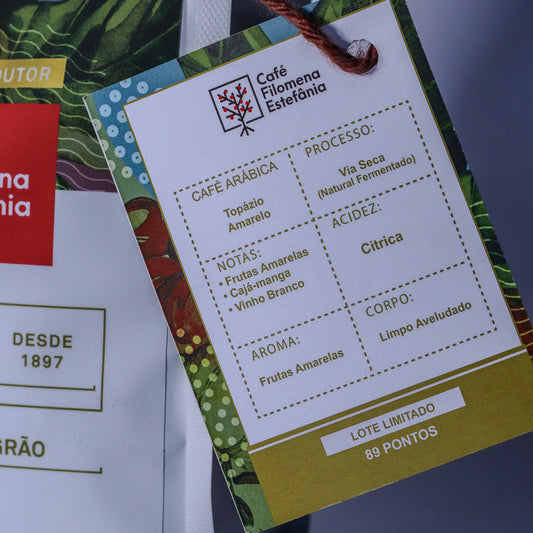 DUTOR
na
nia
DESDE
1897
GRÃO
Café
Filomena
Estefânia
CAFÉ ARÁBICA
Topázio
Amarelo
PROCESSO:
Via Seca
(Natural Fermentado)
NOTAS:
• Frutas Amarelas
• Cajá-manga
• Vinho Branco
ACIDEZ:
Cítrica
AROMA:
Frutas Amarelas
CORPO:
Limpo Aveludado
LOTE LIMITADO
89 PONTOS